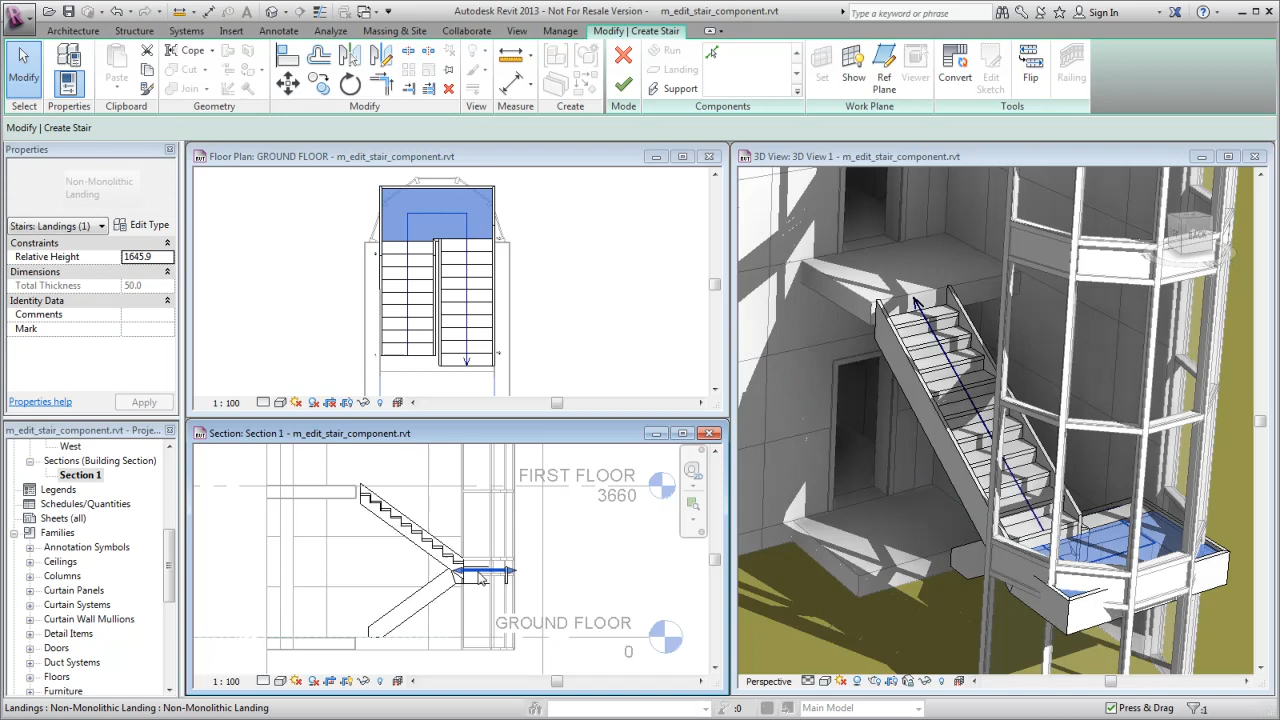 Autodesk Revit 2013 - Not For Resale Version - m_edit_stair_component.rvt
Type a keyword or phrase
Sign In
Architecture Structure Systems Insert Annotate Analyze Massing & Site Collaborate View Manage Modify | Create Stair
Modify
Properties
Paste
Cope
Cut
Join
Run
Landing
Support
Set
Show
Ref Plane
Viewer
Convert
Edit Sketch
Flip
Railing
Select Properties Clipboard Geometry Modify View Measure Create Mode Components Work Plane Tools
Modify | Create Stair
Properties
Non-Monolithic
Landing
Stairs: Landings (1)
Edit Type
Constraints
Relative Height 1645.9
Dimensions
Total Thickness 50.0
Identity Data
Comments
Mark
Properties help
Apply
m_edit_stair_component.rvt - Proje...
West
Sections (Building Section)
Section 1
Legends
Schedules/Quantities
Sheets (all)
Families
Annotation Symbols
Ceilings
Columns
Curtain Panels
Curtain Systems
Curtain Wall Mullions
Detail Items
Doors
Duct Systems
Floors
Furniture
Floor Plan: GROUND FLOOR - m_edit_stair_component.rvt
1 : 100
Section: Section 1 - m_edit_stair_component.rvt
FIRST FLOOR
3660
GROUND FLOOR
0
1 : 100
3D View: 3D View 1 - m_edit_stair_component.rvt
Perspective
Landings : Non-Monolithic Landing : Non-Monolithic Landing
:0
Main Model
Press & Drag
:1